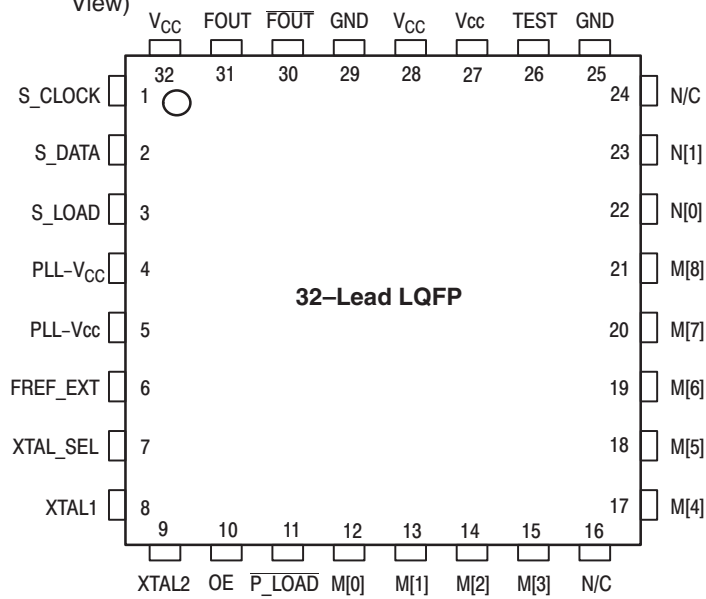 View)
V_CC FOUT F̅O̅U̅T̅ GND V_CC Vcc TEST GND
32 31 30 29 28 27 26 25
S_CLOCK 1 24 N/C
S_DATA 2 23 N[1]
S_LOAD 3 22 N[0]
PLL–V_CC 4 21 M[8]
32–Lead LQFP
PLL–Vcc 5 20 M[7]
FREF_EXT 6 19 M[6]
XTAL_SEL 7 18 M[5]
XTAL1 8 17 M[4]
9 10 11 12 13 14 15 16
XTAL2 OE P̅_̅L̅O̅A̅D̅ M[0] M[1] M[2] M[3] N/C